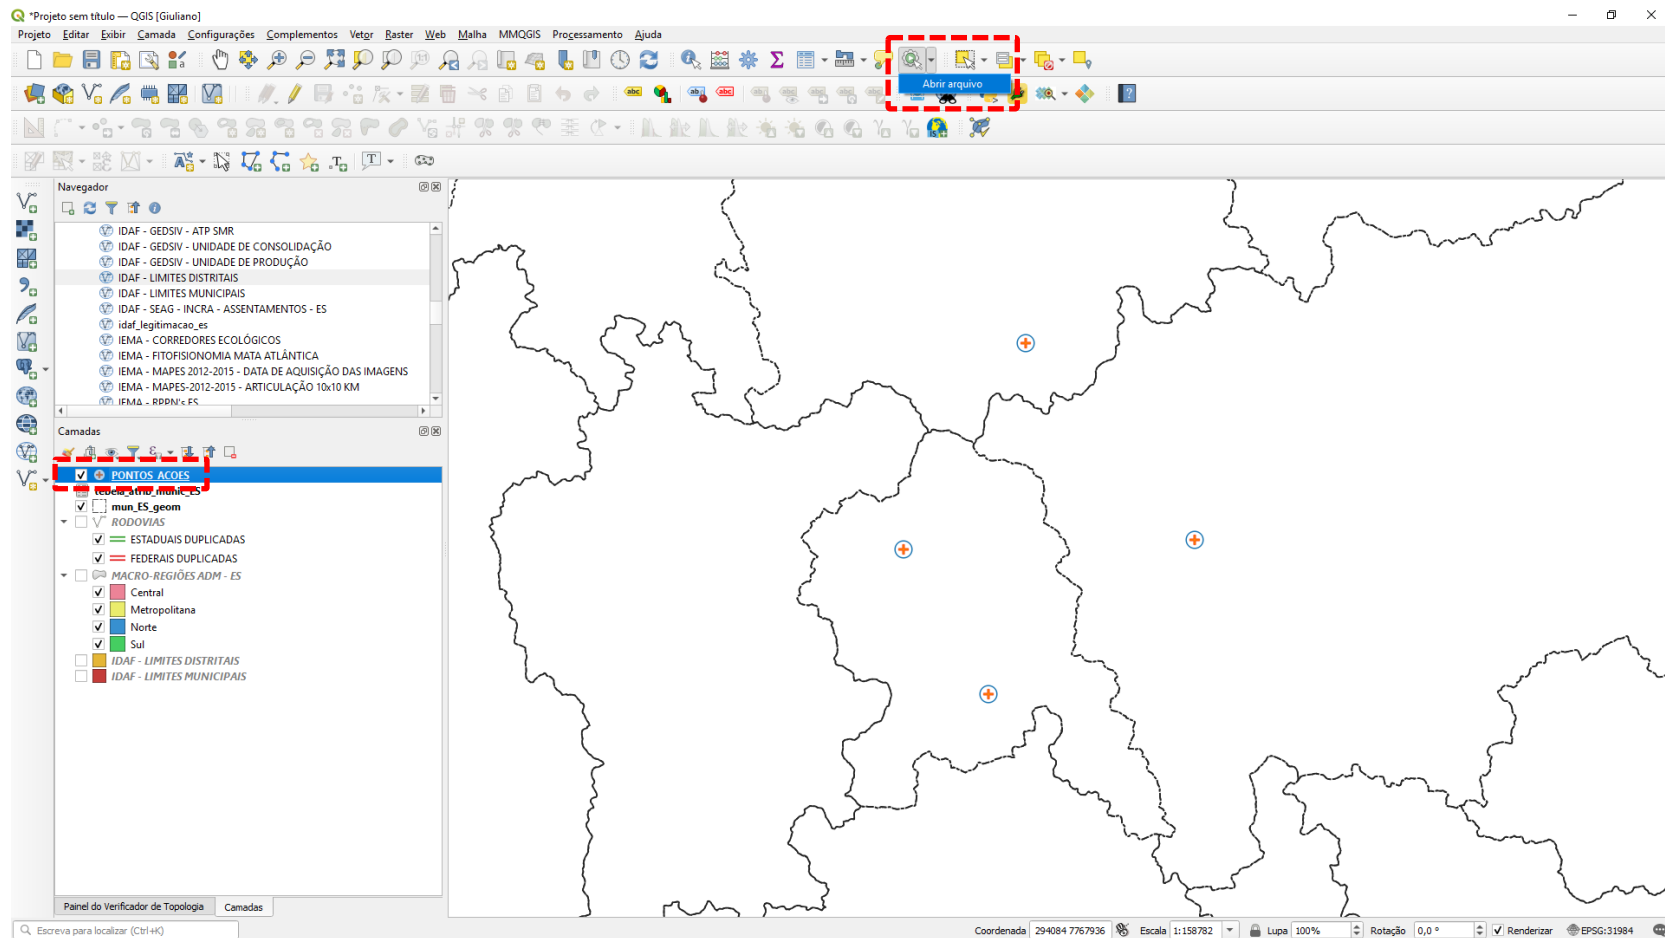 *Projeto sem título — QGIS [Giuliano]
Projeto Editar Exibir Camada Configurações Complementos Vetor Raster Web Malha MMQGIS Processamento Ajuda
Abrir arquivo
Navegador
IDAF - GEDSIV - ATP SMR
IDAF - GEDSIV - UNIDADE DE CONSOLIDAÇÃO
IDAF - GEDSIV - UNIDADE DE PRODUÇÃO
IDAF - LIMITES DISTRITAIS
IDAF - LIMITES MUNICIPAIS
IDAF - SEAG - INCRA - ASSENTAMENTOS - ES
idaf_legitimacao_es
IEMA - CORREDORES ECOLÓGICOS
IEMA - FITOFISIONOMIA MATA ATLÂNTICA
IEMA - MAPES 2012-2015 - DATA DE AQUISIÇÃO DAS IMAGENS
IEMA - MAPES-2012-2015 - ARTICULAÇÃO 10x10 KM
IEMA - RPPN's ES
Camadas
PONTOS_ACOES
tebela_atrib_munic_ES
mun_ES_geom
RODOVIAS
ESTADUAIS DUPLICADAS
FEDERAIS DUPLICADAS
MACRO-REGIÕES ADM - ES
Central
Metropolitana
Norte
Sul
IDAF - LIMITES DISTRITAIS
IDAF - LIMITES MUNICIPAIS
Painel do Verificador de Topologia Camadas
Escreva para localizar (Ctrl+K) Coordenada 294084 7767936 Escala 1:158782 Lupa 100% Rotação 0,0 ° Renderizar EPSG:31984